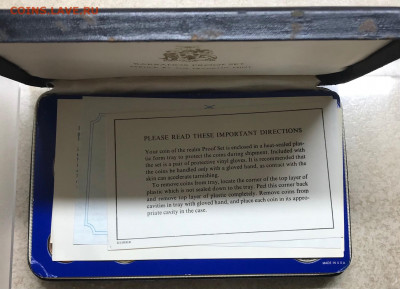 COINS.LAVE.RU
PLEASE READ THESE IMPORTANT DIRECTIONS
Your coin of the realm Proof Set is enclosed in a heat-sealed plas-
tic form tray to protect the coins during shipment. Included with
the set is a pair of protective vinyl gloves. It is recommended that
the coins be handled only with a gloved hand, as contact with the
skin can accelerate tarnishing.
To remove coins from tray, locate the corner of the top layer of
plastic which is not sealed down to the tray. Peel this corner back
and remove top layer of plastic completely. Remove coins from
cavities in tray with gloved hand, and place each coin in its appro-
priate cavity in the case.
MADE IN U.S.A.